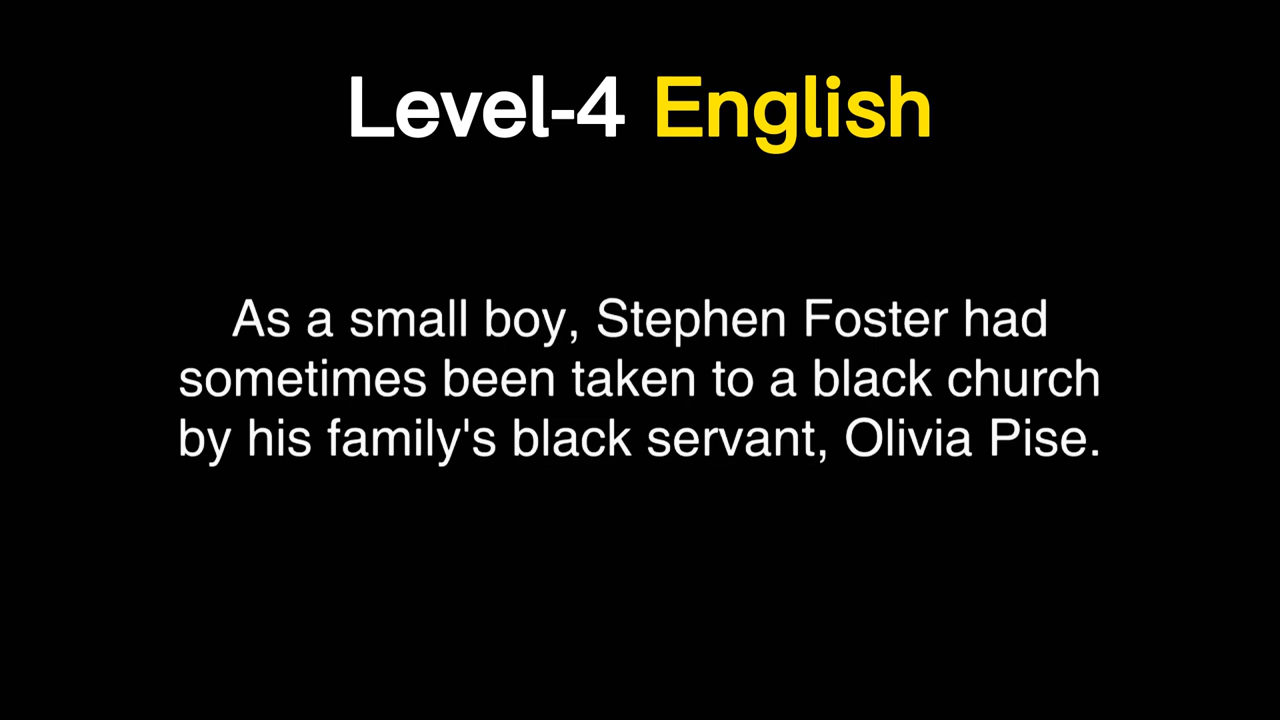 Level-4 English
As a small boy, Stephen Foster had
sometimes been taken to a black church
by his family's black servant, Olivia Pise.